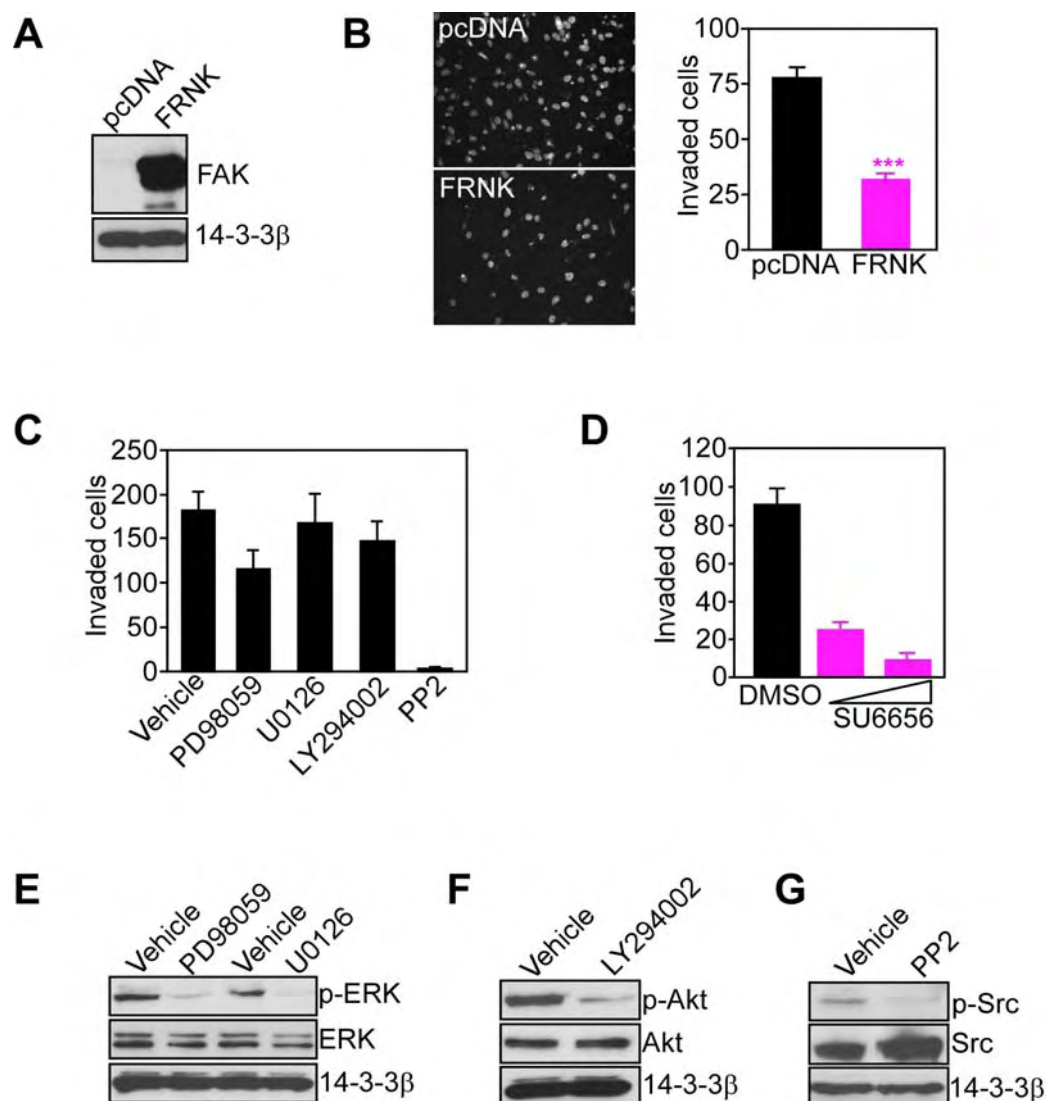 A
pcDNA
FRNK
FAK
14-3-3β
B
pcDNA
FRNK
Invaded cells
100
75
50
25
0
***
pcDNA FRNK
C
Invaded cells
250
200
150
100
50
0
Vehicle
PD98059
U0126
LY294002
PP2
D
Invaded cells
120
100
80
60
40
20
0
DMSO
SU6656
E
Vehicle
PD98059
Vehicle
U0126
p-ERK
ERK
14-3-3β
F
Vehicle
LY294002
p-Akt
Akt
14-3-3β
G
Vehicle
PP2
p-Src
Src
14-3-3β